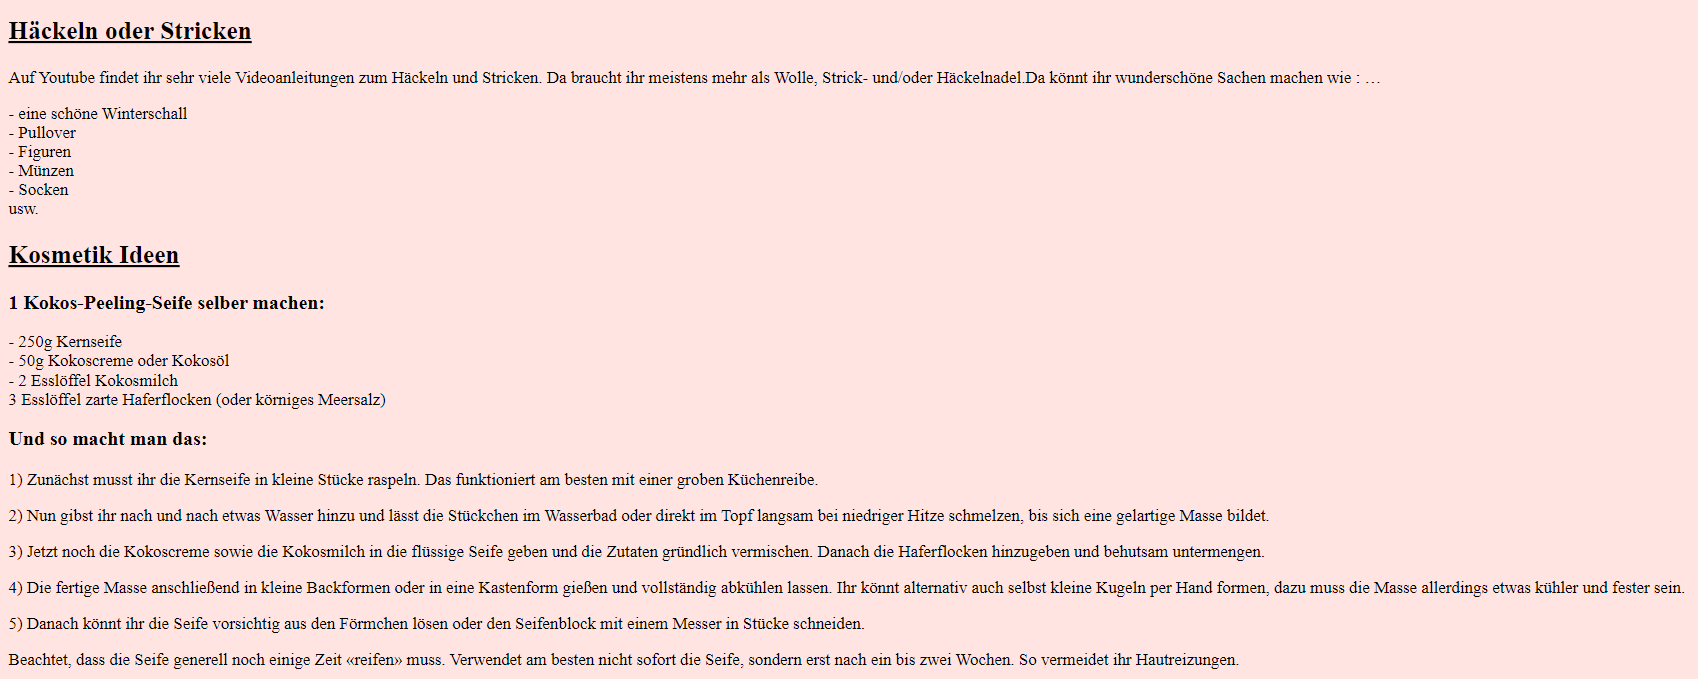 Häckeln oder Stricken
Auf Youtube findet ihr sehr viele Videoanleitungen zum Häckeln und Stricken. Da braucht ihr meistens mehr als Wolle, Strick- und/oder Häckelnadel.Da könnt ihr wunderschöne Sachen machen wie : …
- eine schöne Winterschall
- Pullover
- Figuren
- Münzen
- Socken
usw.
Kosmetik Ideen
1 Kokos-Peeling-Seife selber machen:
- 250g Kernseife
- 50g Kokoscreme oder Kokosöl
- 2 Esslöffel Kokosmilch
3 Esslöffel zarte Haferflocken (oder körniges Meersalz)
Und so macht man das:
1) Zunächst musst ihr die Kernseife in kleine Stücke raspeln. Das funktioniert am besten mit einer groben Küchenreibe.
2) Nun gibst ihr nach und nach etwas Wasser hinzu und lässt die Stückchen im Wasserbad oder direkt im Topf langsam bei niedriger Hitze schmelzen, bis sich eine gelartige Masse bildet.
3) Jetzt noch die Kokoscreme sowie die Kokosmilch in die flüssige Seife geben und die Zutaten gründlich vermischen. Danach die Haferflocken hinzugeben und behutsam untermengen.
4) Die fertige Masse anschließend in kleine Backformen oder in eine Kastenform gießen und vollständig abkühlen lassen. Ihr könnt alternativ auch selbst kleine Kugeln per Hand formen, dazu muss die Masse allerdings etwas kühler und fester sein.
5) Danach könnt ihr die Seife vorsichtig aus den Förmchen lösen oder den Seifenblock mit einem Messer in Stücke schneiden.
Beachtet, dass die Seife generell noch einige Zeit «reifen» muss. Verwendet am besten nicht sofort die Seife, sondern erst nach ein bis zwei Wochen. So vermeidet ihr Hautreizungen.